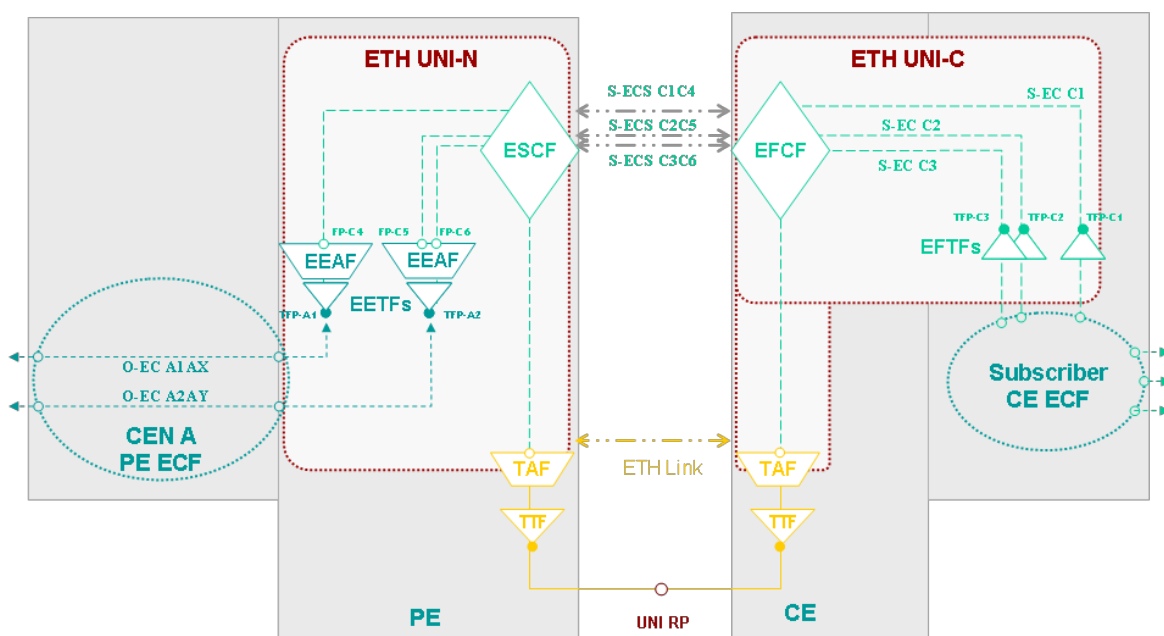 ETH UNI-N
ETH UNI-C
S-ECS C1C4
S-ECS C2C5
S-ECS C3C6
S-EC C1
S-EC C2
S-EC C3
ESCF
EFCF
TFP-C3
TFP-C2
TFP-C1
EFTFs
FP-C4
FP-C5
FP-C6
EEAF
EEAF
EETFs
TFP-A1
TFP-A2
O-EC A1AX
O-EC A2AY
CEN A
PE ECF
Subscriber
CE ECF
TAF
ETH Link
TAF
TTF
TTF
PE
UNI RP
CE